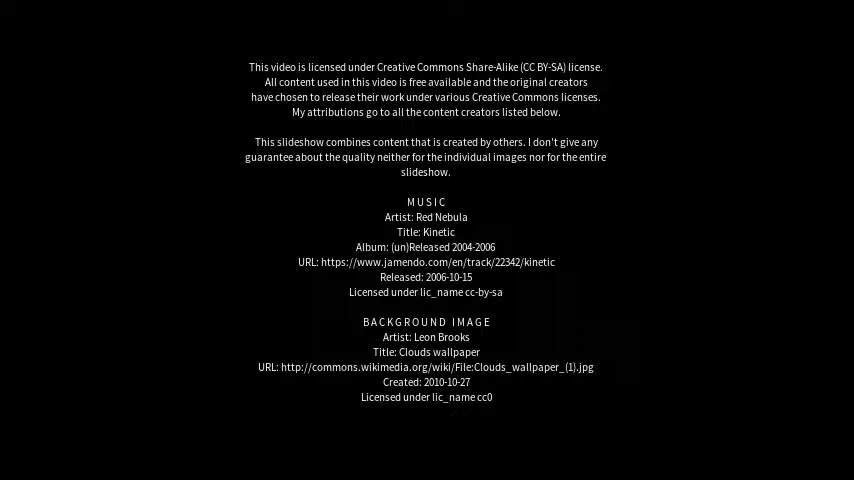 This video is licensed under Creative Commons Share-Alike (CC BY-SA) license.
All content used in this video is free available and the original creators
have chosen to release their work under various Creative Commons licenses.
My attributions go to all the content creators listed below.
This slideshow combines content that is created by others. I don't give any
guarantee about the quality neither for the individual images nor for the entire
slideshow.
MUSIC
Artist: Red Nebula
Title: Kinetic
Album: (un)Released 2004-2006
URL: https://www.jamendo.com/en/track/22342/kinetic
Released: 2006-10-15
Licensed under lic_name cc-by-sa
BACKGROUND IMAGE
Artist: Leon Brooks
Title: Clouds wallpaper
URL: http://commons.wikimedia.org/wiki/File:Clouds_wallpaper_(1).jpg
Created: 2010-10-27
Licensed under lic_name cc0